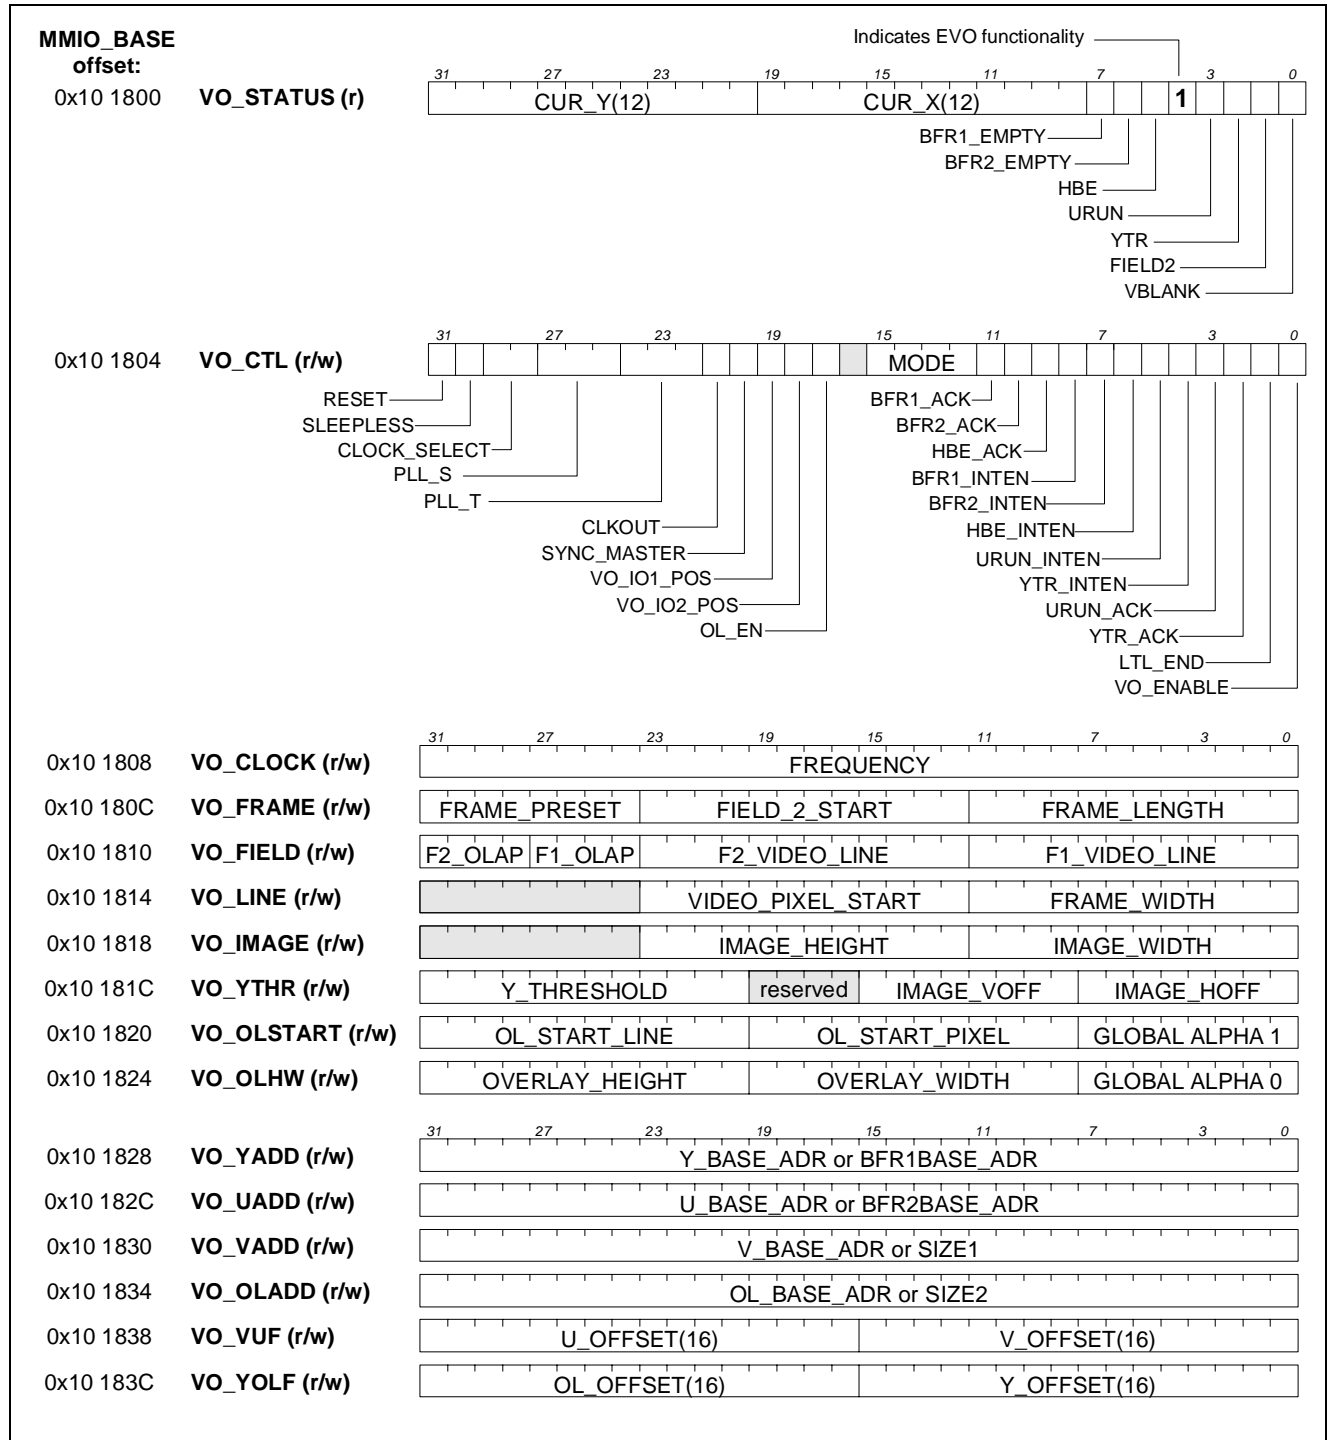 MMIO_BASE
offset:
Indicates EVO functionality
31 27 23 19 15 11 7 3 0
0x10 1800 VO_STATUS (r) CUR_Y(12) CUR_X(12) 1
BFR1_EMPTY
BFR2_EMPTY
HBE
URUN
YTR
FIELD2
VBLANK
31 27 23 19 15 11 7 3 0
0x10 1804 VO_CTL (r/w) MODE
RESET BFR1_ACK
SLEEPLESS BFR2_ACK
CLOCK_SELECT HBE_ACK
PLL_S BFR1_INTEN
PLL_T BFR2_INTEN
CLKOUT HBE_INTEN
SYNC_MASTER URUN_INTEN
VO_IO1_POS YTR_INTEN
VO_IO2_POS URUN_ACK
OL_EN YTR_ACK
LTL_END
VO_ENABLE
31 27 23 19 15 11 7 3 0
0x10 1808 VO_CLOCK (r/w) FREQUENCY
0x10 180C VO_FRAME (r/w) FRAME_PRESET FIELD_2_START FRAME_LENGTH
0x10 1810 VO_FIELD (r/w) F2_OLAP F1_OLAP F2_VIDEO_LINE F1_VIDEO_LINE
0x10 1814 VO_LINE (r/w) VIDEO_PIXEL_START FRAME_WIDTH
0x10 1818 VO_IMAGE (r/w) IMAGE_HEIGHT IMAGE_WIDTH
0x10 181C VO_YTHR (r/w) Y_THRESHOLD reserved IMAGE_VOFF IMAGE_HOFF
0x10 1820 VO_OLSTART (r/w) OL_START_LINE OL_START_PIXEL GLOBAL ALPHA 1
0x10 1824 VO_OLHW (r/w) OVERLAY_HEIGHT OVERLAY_WIDTH GLOBAL ALPHA 0
31 27 23 19 15 11 7 3 0
0x10 1828 VO_YADD (r/w) Y_BASE_ADR or BFR1BASE_ADR
0x10 182C VO_UADD (r/w) U_BASE_ADR or BFR2BASE_ADR
0x10 1830 VO_VADD (r/w) V_BASE_ADR or SIZE1
0x10 1834 VO_OLADD (r/w) OL_BASE_ADR or SIZE2
0x10 1838 VO_VUF (r/w) U_OFFSET(16) V_OFFSET(16)
0x10 183C VO_YOLF (r/w) OL_OFFSET(16) Y_OFFSET(16)